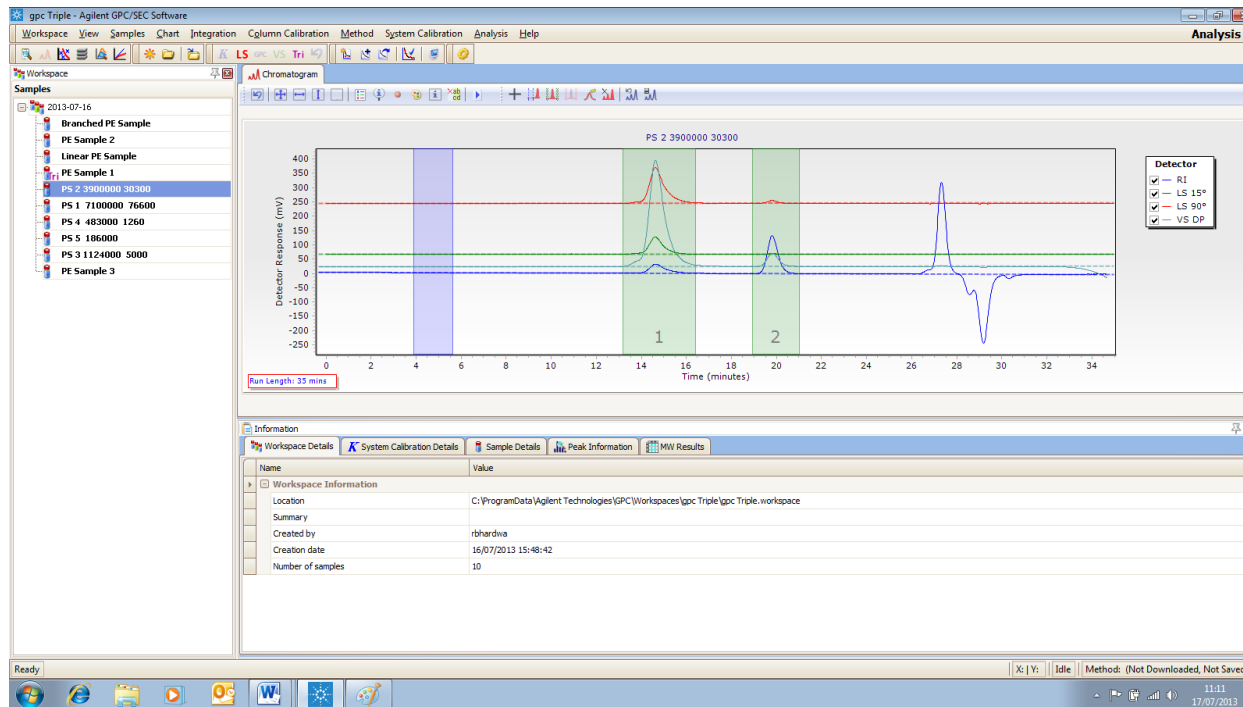 gpc Triple - Agilent GPC/SEC Software
Workspace View Samples Chart Integration Column Calibration Method System Calibration Analysis Help
Analysis
K LS GPC VS Tri
Workspace
Chromatogram
Samples
2013-07-16
Branched PE Sample
PE Sample 2
Linear PE Sample
Tri PE Sample 1
PS 2 3900000 30300
PS 1 7100000 76600
PS 4 483000 1260
PS 5 186000
PS 3 1124000 5000
PE Sample 3
PS 2 3900000 30300
Detector Response (mV)
400
350
300
250
200
150
100
50
0
-50
-100
-150
-200
-250
1
2
0 2 4 6 8 10 12 14 16 18 20 22 24 26 28 30 32 34
Time (minutes)
Run Length: 35 mins
Detector
RI
LS 15°
LS 90°
VS DP
Information
Workspace Details K System Calibration Details Sample Details Peak Information MW Results
Name Value
Workspace Information
Location C:\ProgramData\Agilent Technologies\GPC\Workspaces\gpc Triple\gpc Triple.workspace
Summary
Created by rbhardwa
Creation date 16/07/2013 15:48:42
Number of samples 10
Ready X: | Y: Idle Method: (Not Downloaded, Not Saved
11:11
17/07/2013